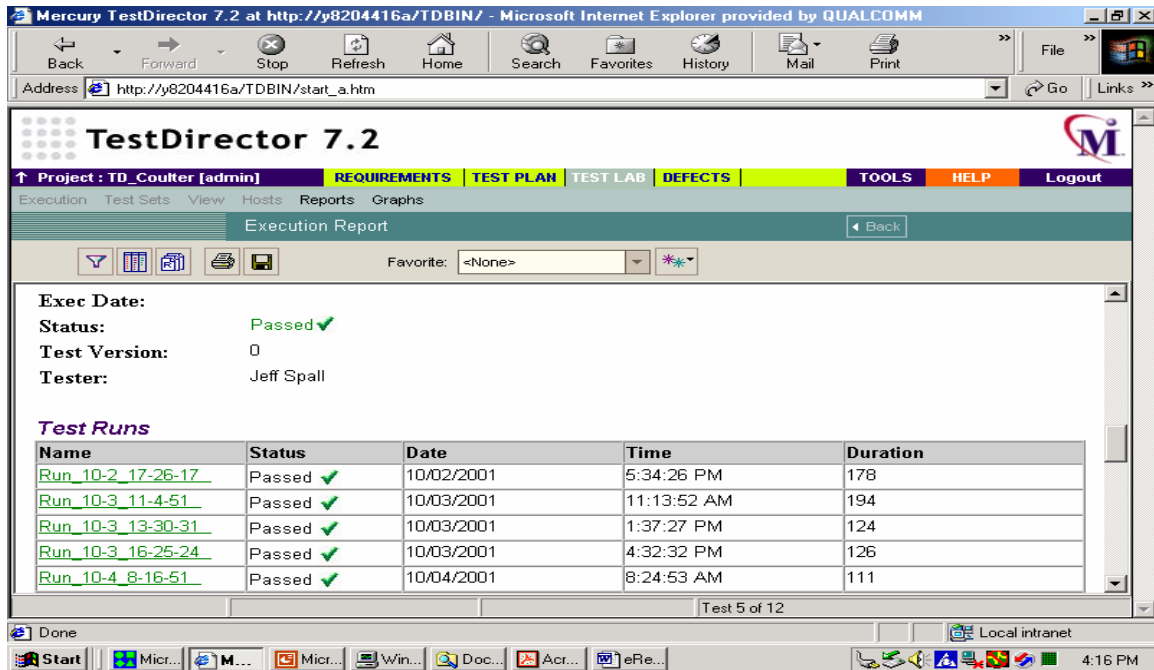 Mercury TestDirector 7.2 at http://y8204416a/TDBIN/ - Microsoft Internet Explorer provided by QUALCOMM
Back Forward Stop Refresh Home Search Favorites History Mail Print » File »
Address http://y8204416a/TDBIN/start_a.htm Go Links »
TestDirector 7.2
Project : TD_Coulter [admin] REQUIREMENTS TEST PLAN TEST LAB DEFECTS TOOLS HELP Logout
Execution Test Sets View Hosts Reports Graphs
Execution Report Back
Favorite: <None>
Exec Date:
Status: Passed
Test Version: 0
Tester: Jeff Spall
Test Runs
Name Status Date Time Duration
Run_10-2_17-26-17 Passed 10/02/2001 5:34:26 PM 178
Run_10-3_11-4-51 Passed 10/03/2001 11:13:52 AM 194
Run_10-3_13-30-31 Passed 10/03/2001 1:37:27 PM 124
Run_10-3_16-25-24 Passed 10/03/2001 4:32:32 PM 126
Run_10-4_8-16-51 Passed 10/04/2001 8:24:53 AM 111
Test 5 of 12
Done Local intranet
Start Micr... M... Micr... Win... Doc... Acr... eRe... 4:16 PM